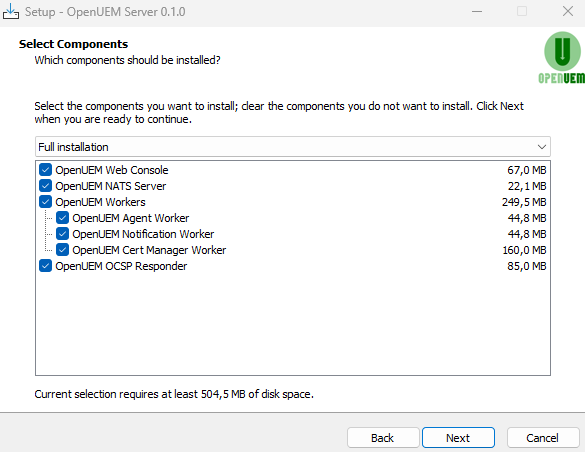 Setup - OpenUEM Server 0.1.0
Select Components
Which components should be installed?
OPENUEM
Select the components you want to install; clear the components you do not want to install. Click Next
when you are ready to continue.
Full installation
OpenUEM Web Console 67,0 MB
OpenUEM NATS Server 22,1 MB
OpenUEM Workers 249,5 MB
OpenUEM Agent Worker 44,8 MB
OpenUEM Notification Worker 44,8 MB
OpenUEM Cert Manager Worker 160,0 MB
OpenUEM OCSP Responder 85,0 MB
Current selection requires at least 504,5 MB of disk space.
Back Next Cancel